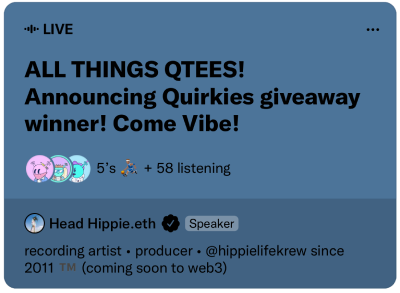 LIVE
ALL THINGS QTEES!
Announcing Quirkies giveaway
winner! Come Vibe!
5's + 58 listening
Head Hippie.eth Speaker
recording artist • producer • @hippielifekrew since
2011 ™️ (coming soon to web3)